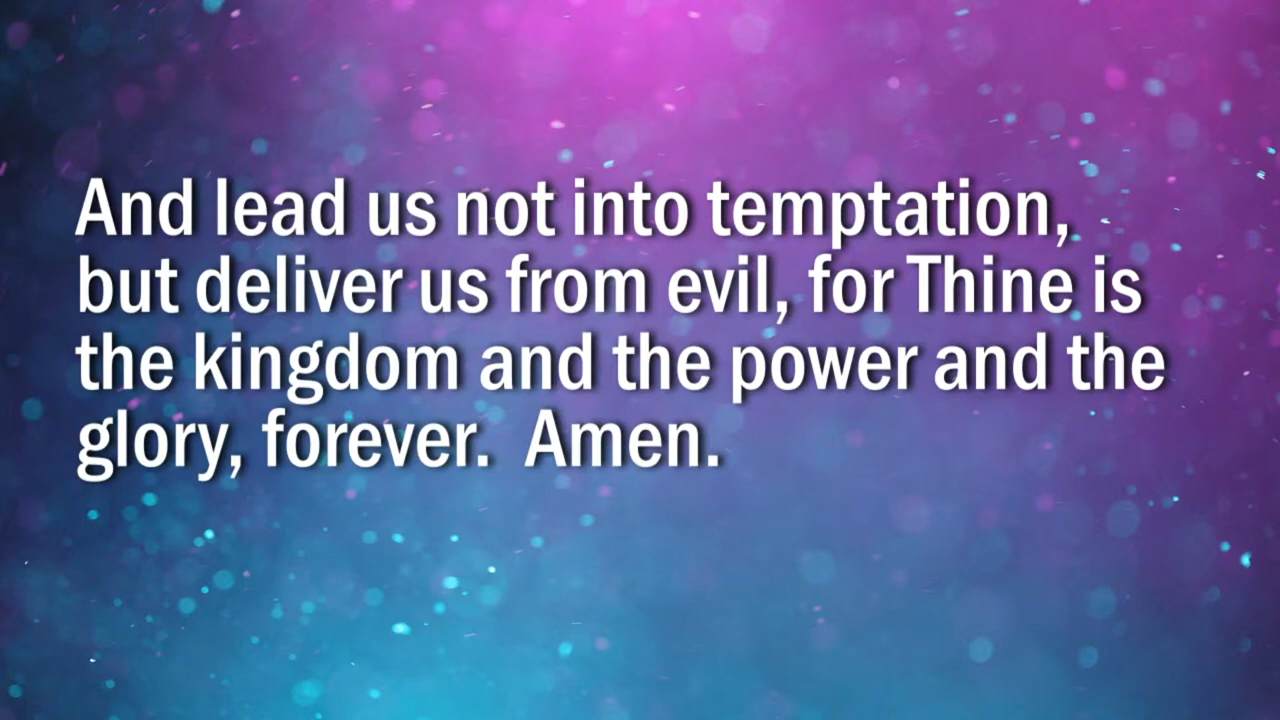 And lead us not into temptation,
but deliver us from evil, for Thine is
the kingdom and the power and the
glory, forever.  Amen.